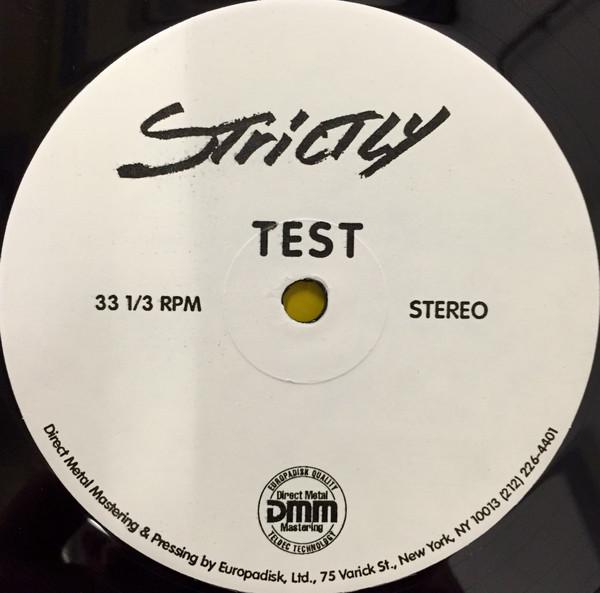 STRICTLY
TEST
33 1/3 RPM
STEREO
EUROPADISK QUALITY
Direct Metal
DMM
Mastering
TELDEC TECHNOLOGY
Direct Metal Mastering & Pressing by Europadisk, Ltd., 75 Varick St., New York, NY 10013 (212) 226-4401